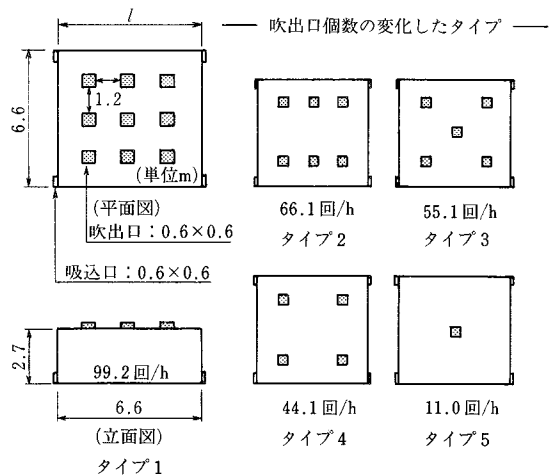 l
吹出口個数の変化したタイプ
6.6
1.2
(単位m)
(平面図)
吹出口：0.6×0.6
吸込口：0.6×0.6
66.1回/h
タイプ2
55.1回/h
タイプ3
2.7
99.2回/h
6.6
(立面図)
タイプ1
44.1回/h
タイプ4
11.0回/h
タイプ5